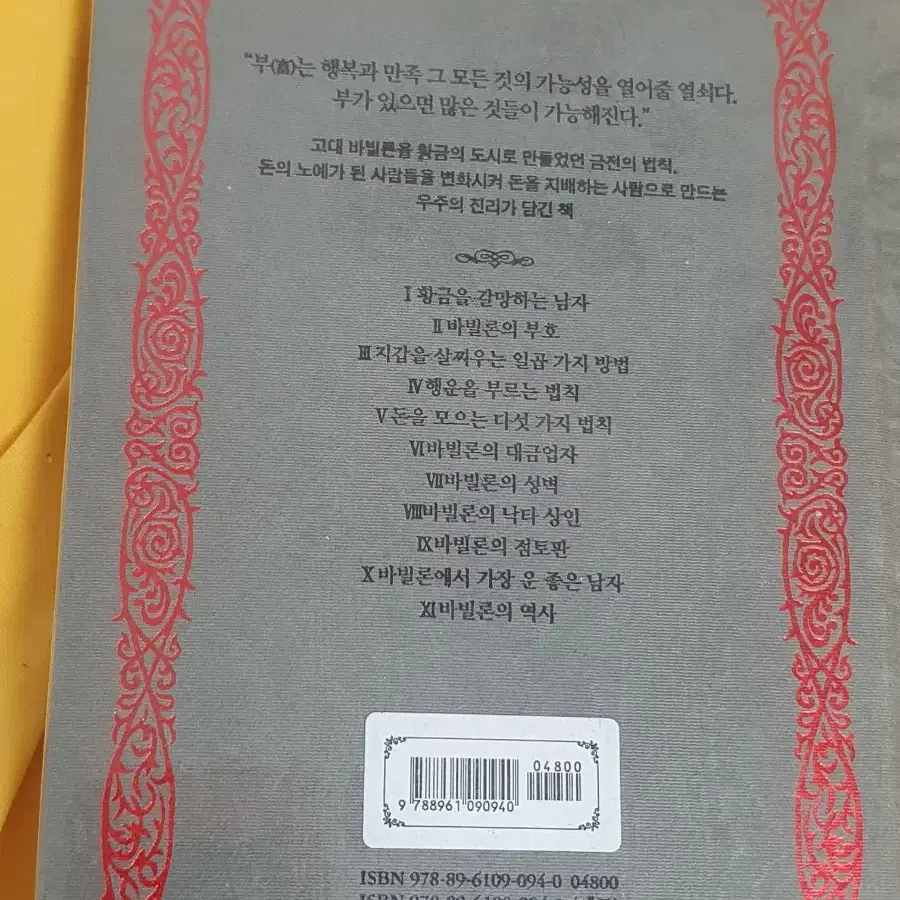 “부(富)는 행복과 만족 그 모든 것의 가능성을 열어줄 열쇠다.
부가 있으면 많은 것들이 가능해진다.”
고대 바빌론을 황금의 도시로 만들었던 금전의 법칙.
돈의 노예가 된 사람들을 변화시켜 돈을 지배하는 사람으로 만드는
우주의 진리가 담긴 책
Ⅰ 황금을 갈망하는 남자
Ⅱ 바빌론의 부호
Ⅲ 지갑을 살찌우는 일곱 가지 방법
Ⅳ 행운을 부르는 법칙
Ⅴ 돈을 모으는 다섯 가지 법칙
Ⅵ 바빌론의 대금업자
Ⅶ 바빌론의 성벽
Ⅷ 바빌론의 낙타 상인
Ⅸ 바빌론의 점토판
Ⅹ 바빌론에서 가장 운 좋은 남자
Ⅺ 바빌론의 역사
04800
9 788961 090940
ISBN 978-89-6109-094-0 04800